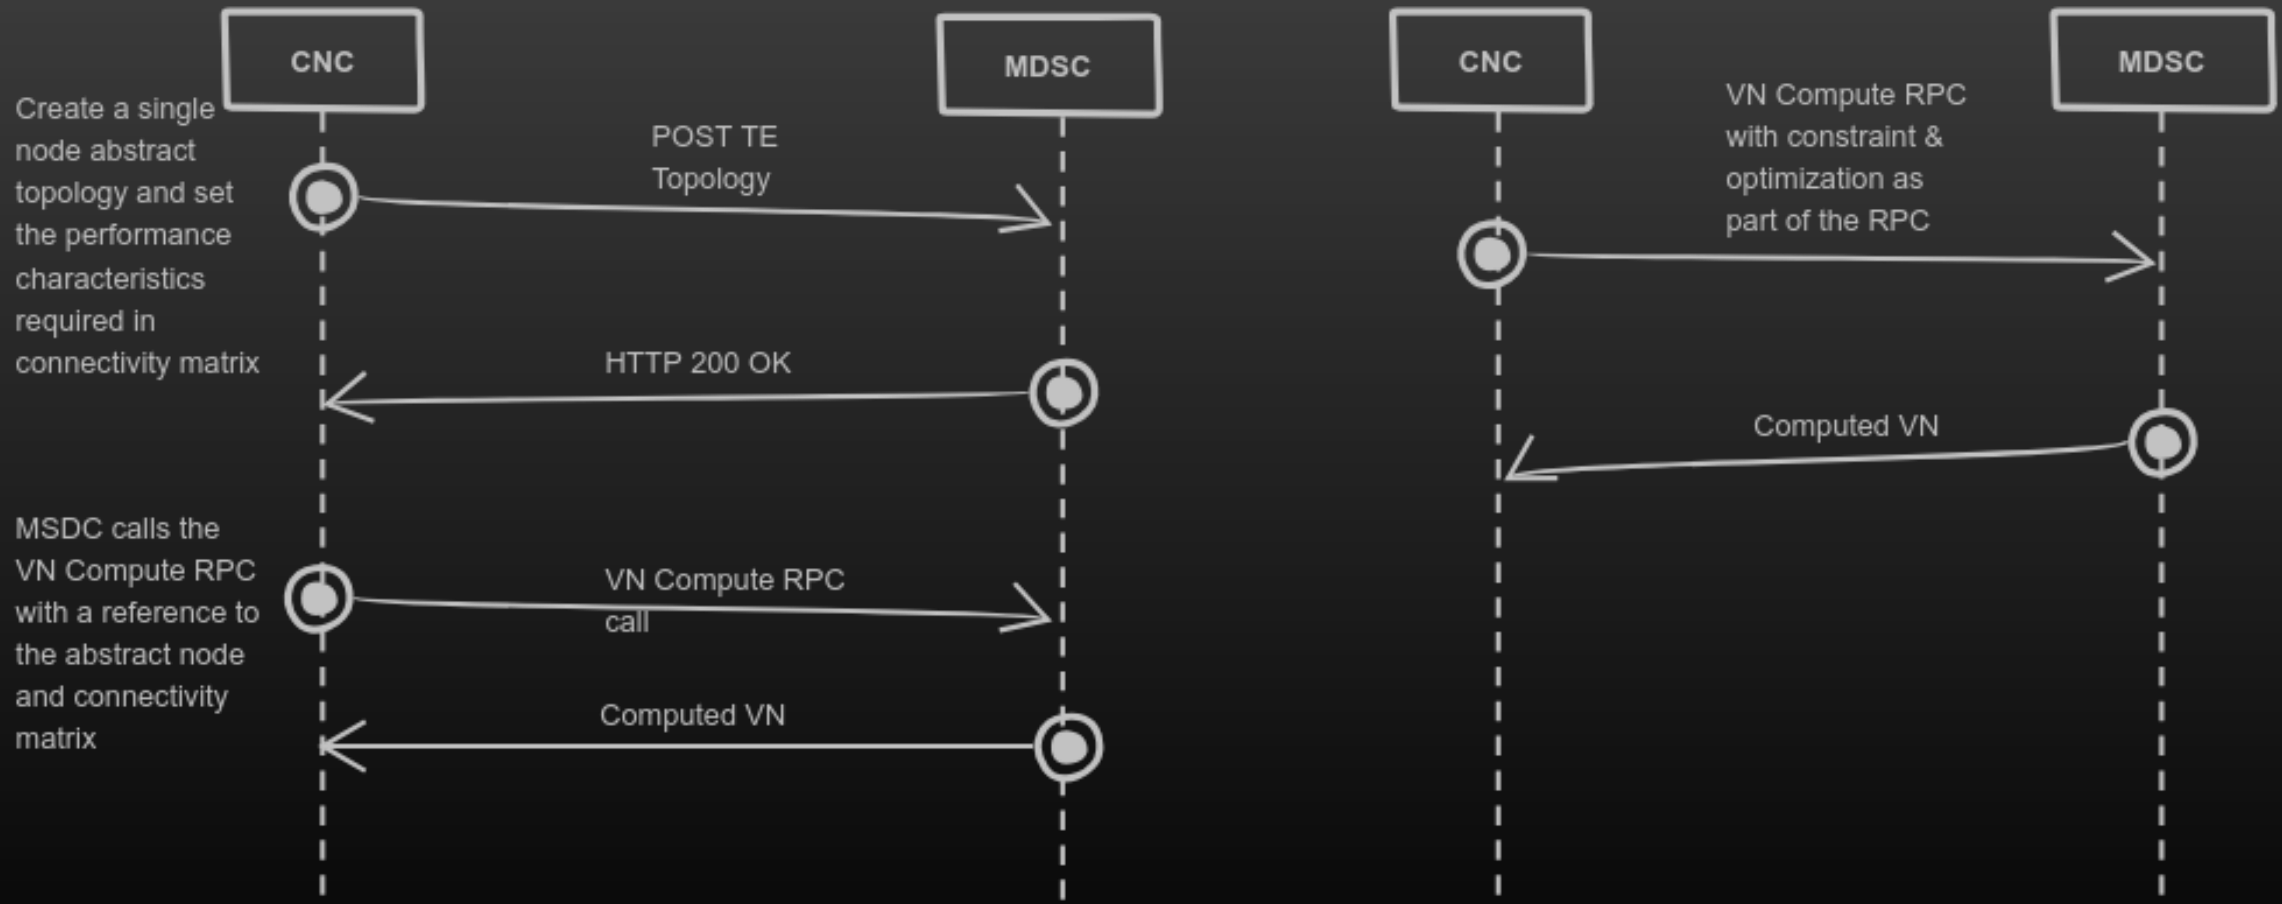 CNC
MDSC
Create a single
node abstract
topology and set
the performance
characteristics
required in
connectivity matrix
POST TE
Topology
HTTP 200 OK
MSDC calls the
VN Compute RPC
with a reference to
the abstract node
and connectivity
matrix
VN Compute RPC
call
Computed VN
CNC
MDSC
VN Compute RPC
with constraint &
optimization as
part of the RPC
Computed VN